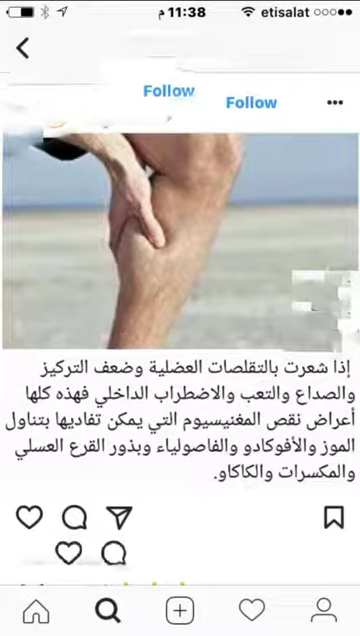 11:38 م
etisalat
Follow
Follow
إذا شعرت بالتقلصات العضلية وضعف التركيز
والصداع والتعب والاضطراب الداخلي فهذه كلها
أعراض نقص المغنيسيوم التي يمكن تفاديها بتناول
الموز والأفوكادو والفاصولياء وبذور القرع العسلي
والمكسرات والكاكاو.